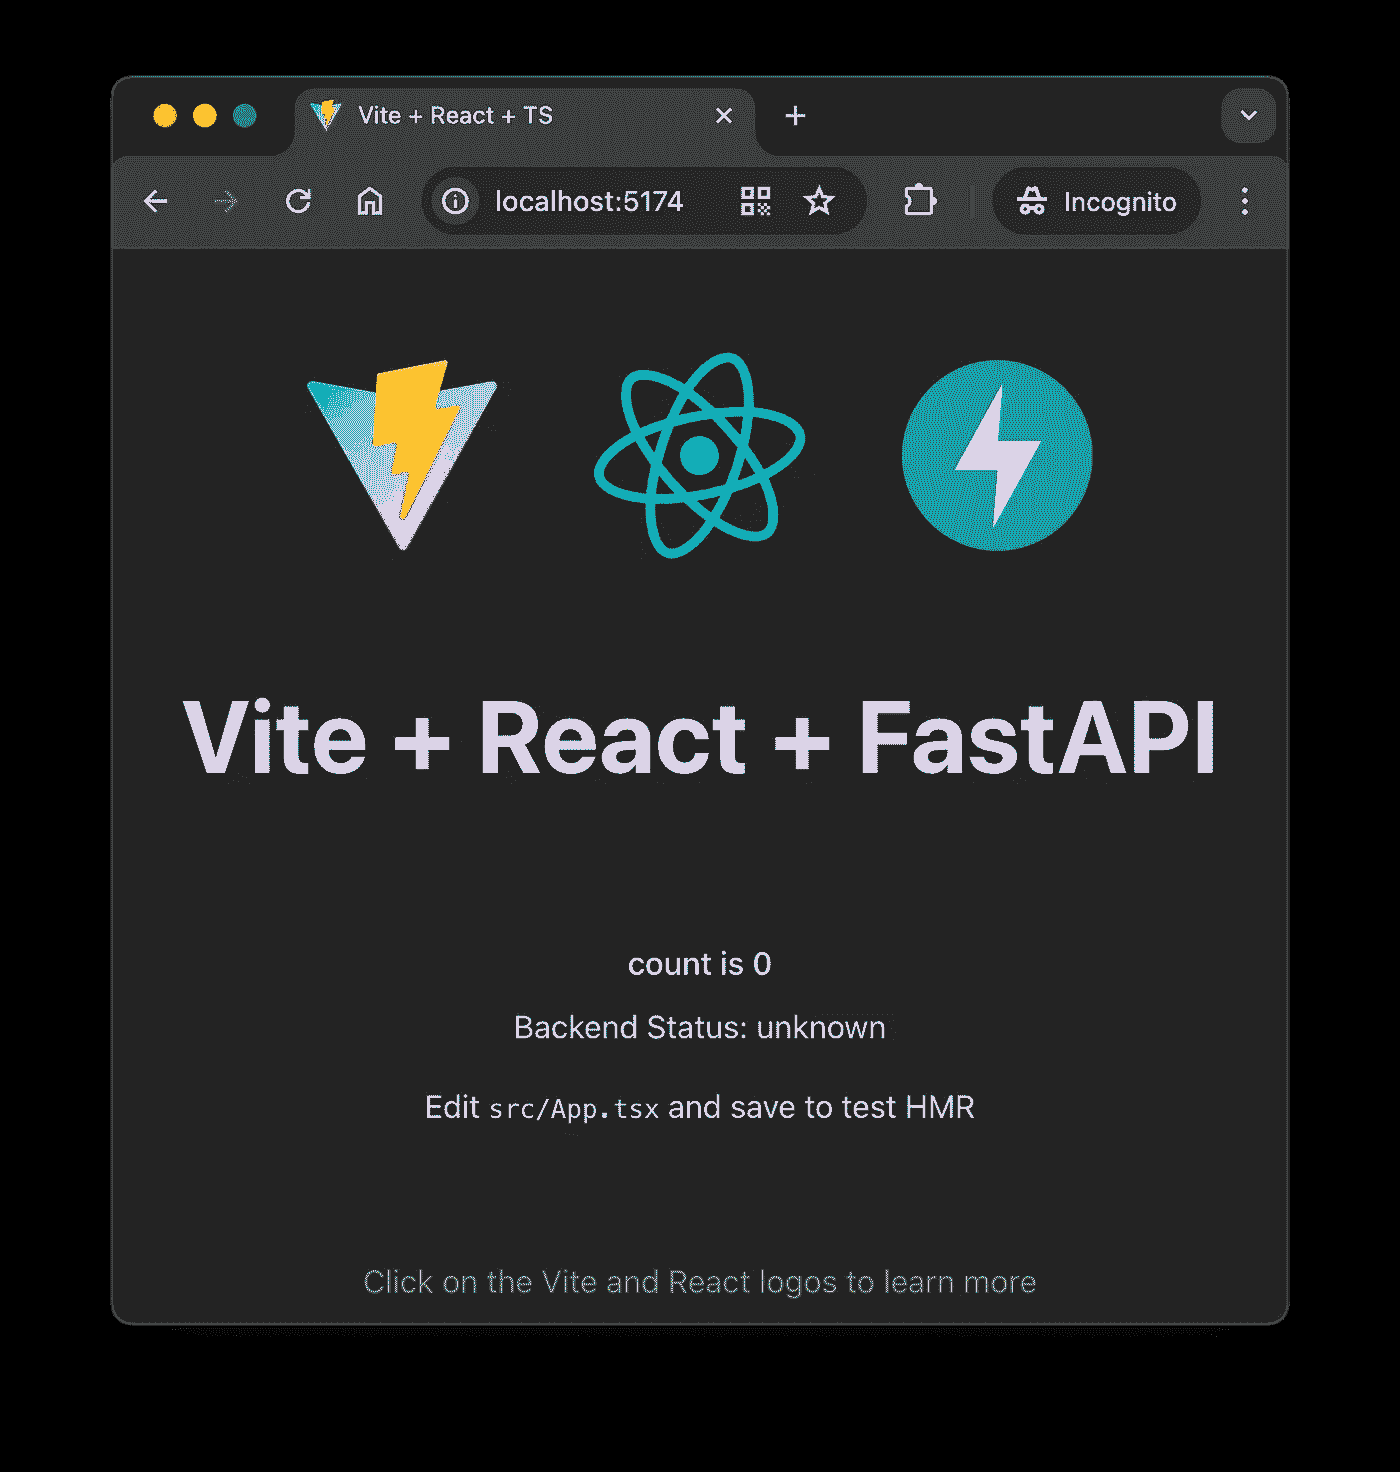 Vite + React + TS
localhost:5174
Incognito
Vite + React + FastAPI
count is 0
Backend Status: unknown
Edit src/App.tsx and save to test HMR
Click on the Vite and React logos to learn more